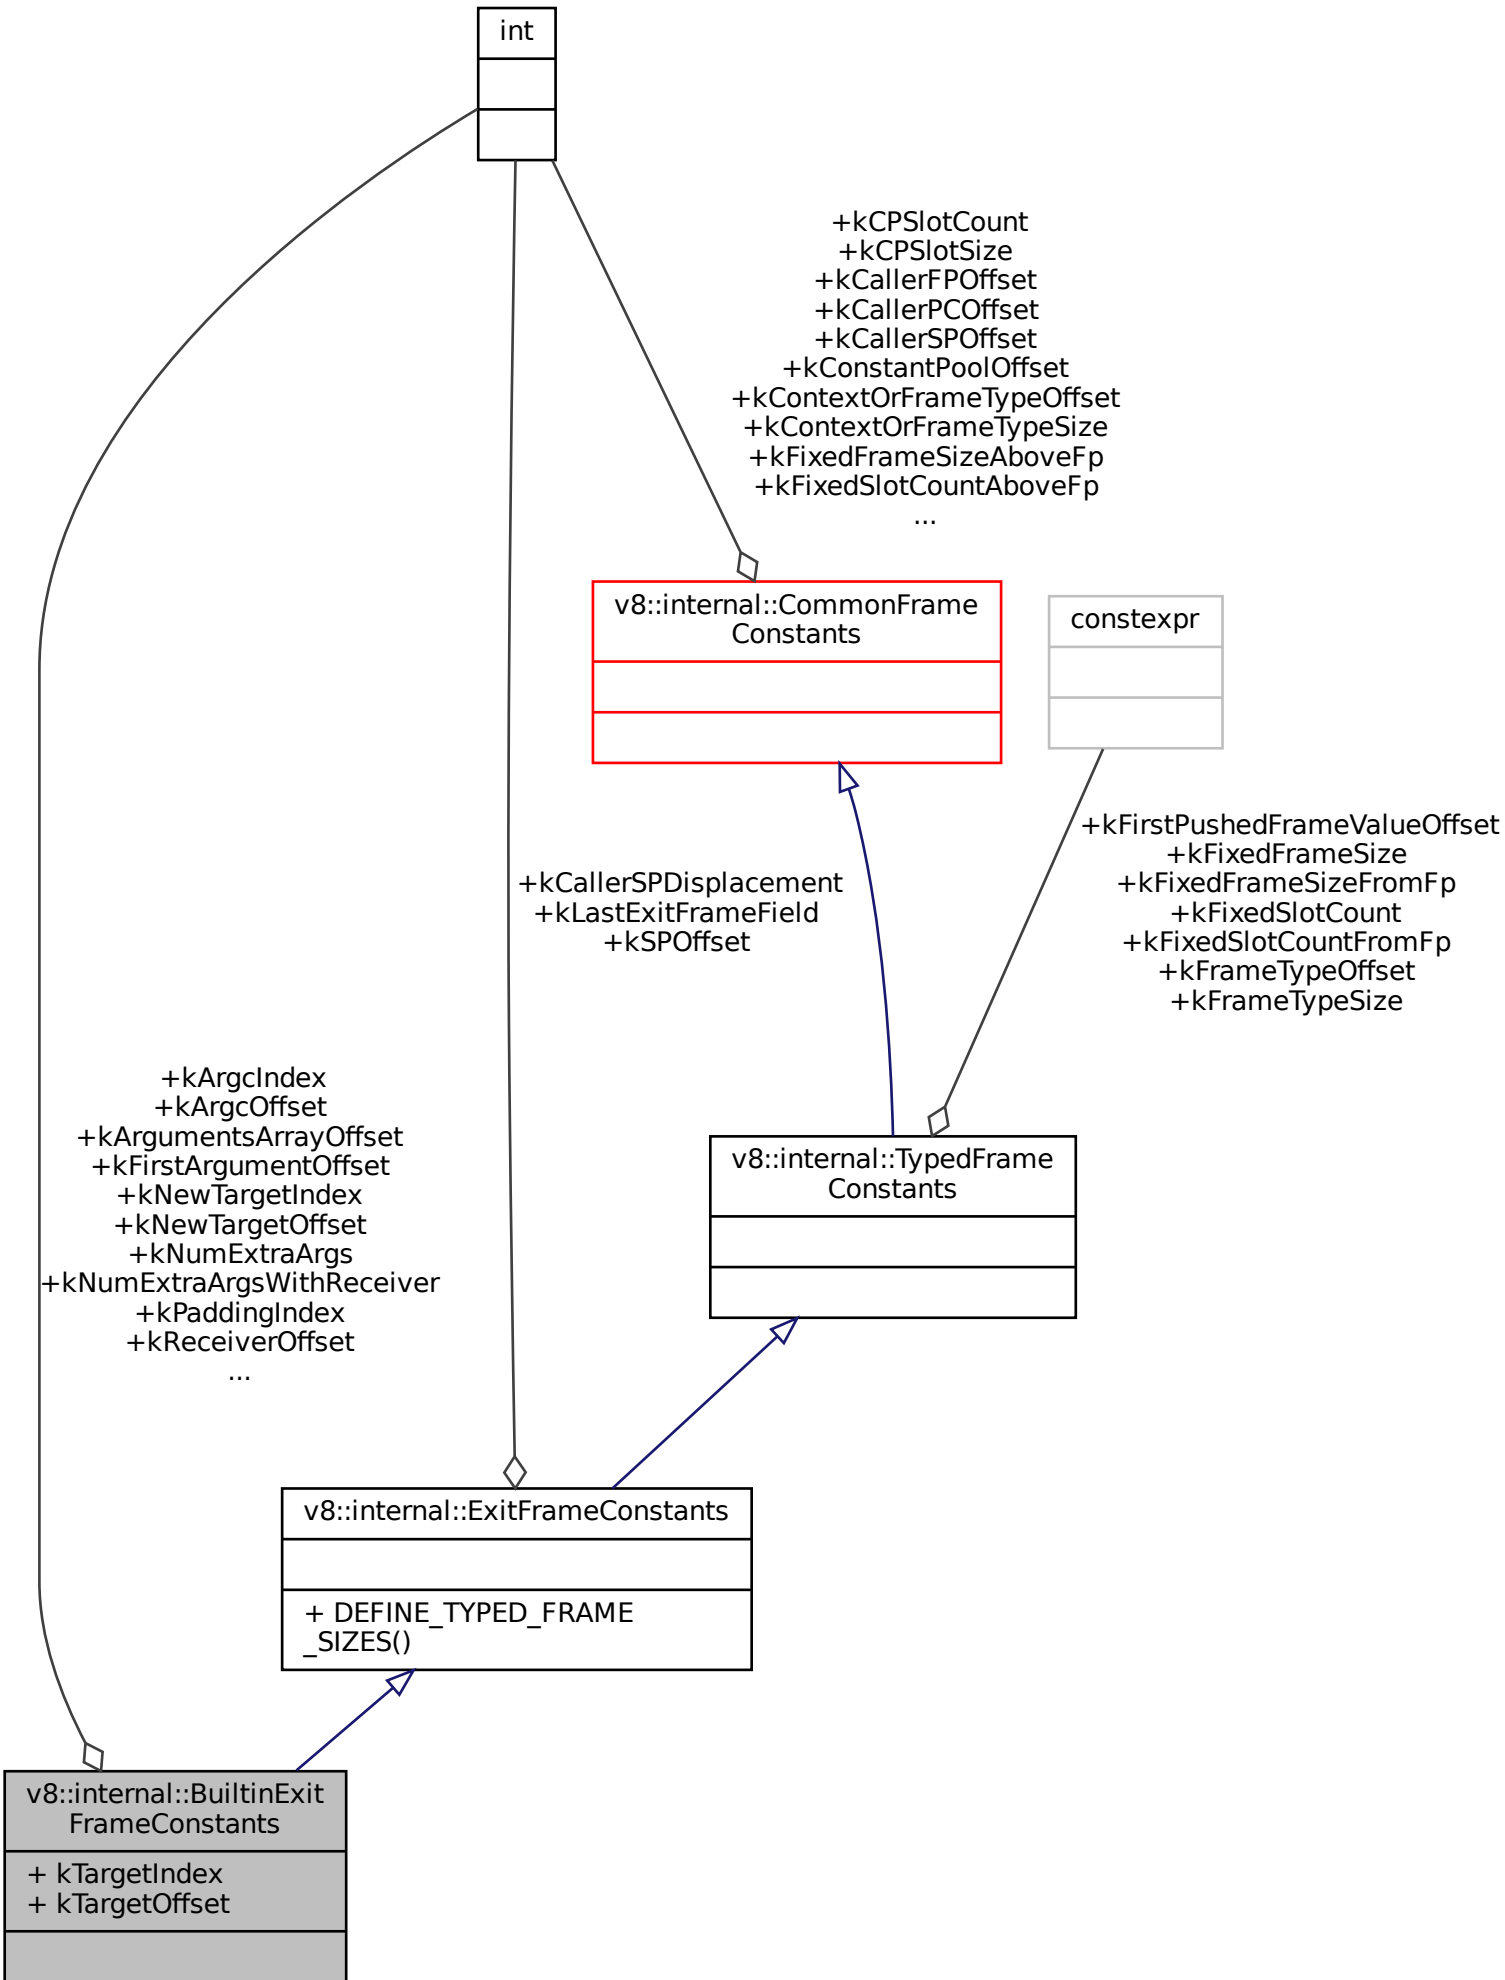 int
+kCPSlotCount
+kCPSlotSize
+kCallerFPOffset
+kCallerPCOffset
+kCallerSPOffset
+kConstantPoolOffset
+kContextOrFrameTypeOffset
+kContextOrFrameTypeSize
+kFixedFrameSizeAboveFp
+kFixedSlotCountAboveFp
...
v8::internal::CommonFrame
Constants
constexpr
+kFirstPushedFrameValueOffset
+kFixedFrameSize
+kFixedFrameSizeFromFp
+kFixedSlotCount
+kFixedSlotCountFromFp
+kFrameTypeOffset
+kFrameTypeSize
+kCallerSPDisplacement
+kLastExitFrameField
+kSPOffset
+kArgcIndex
+kArgcOffset
+kArgumentsArrayOffset
+kFirstArgumentOffset
+kNewTargetIndex
+kNewTargetOffset
+kNumExtraArgs
+kNumExtraArgsWithReceiver
+kPaddingIndex
+kReceiverOffset
...
v8::internal::TypedFrame
Constants
v8::internal::ExitFrameConstants
+ DEFINE_TYPED_FRAME
_SIZES()
v8::internal::BuiltinExit
FrameConstants
+ kTargetIndex
+ kTargetOffset